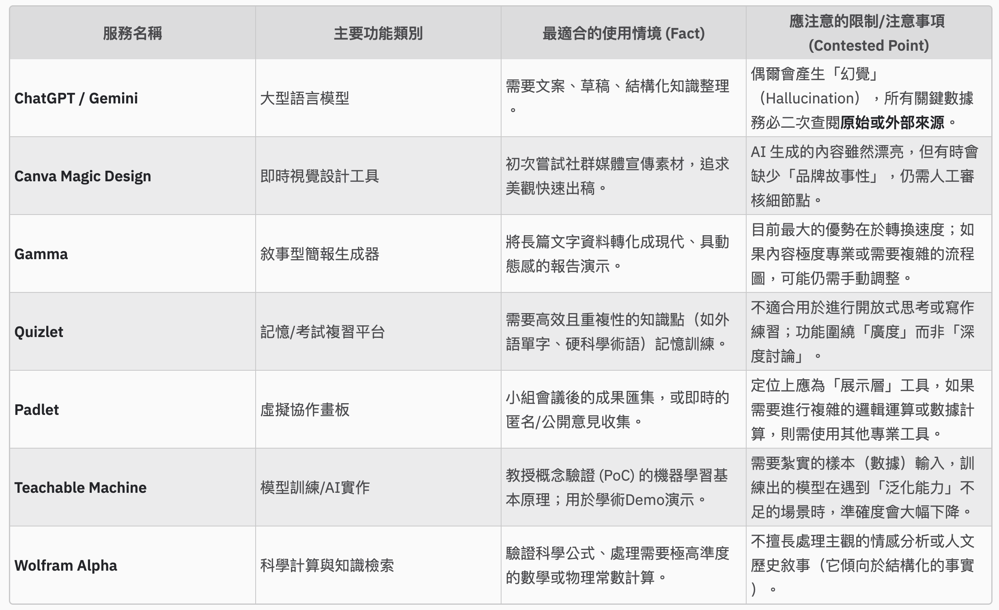 服務名稱
主要功能類別
最適合的使用情境 (Fact)
應注意的限制/注意事項
(Contested Point)
ChatGPT / Gemini
大型語言模型
需要文案、草稿、結構化知識整理
。
偶爾會產生「幻覺」
（Hallucination），所有關鍵數據
務必二次查閱原始或外部來源。
Canva Magic Design
即時視覺設計工具
初次嘗試社群媒體宣傳素材，追求
美觀快速出稿。
AI 生成的內容雖然漂亮，但有時會
缺少「品牌故事性」，仍需人工審
核細節點。
Gamma
敘事型簡報生成器
將長篇文字資料轉化成現代、具動
態感的報告演示。
目前最大的優勢在於轉換速度；如
果內容極度專業或需要複雜的流程
圖，可能仍需手動調整。
Quizlet
記憶/考試複習平台
需要高效且重複性的知識點（如外
語單字、硬科學術語）記憶訓練。
不適合用於進行開放式思考或寫作
練習；功能圍繞「廣度」而非「深
度討論」。
Padlet
虛擬協作畫板
小組會議後的成果匯集，或即時的
匿名/公開意見收集。
定位上應為「展示層」工具，如果
需要進行複雜的邏輯運算或數據計
算，則需使用其他專業工具。
Teachable Machine
模型訓練/AI實作
教授概念驗證 (PoC) 的機器學習基
本原理；用於學術Demo演示。
需要紮實的樣本（數據）輸入，訓
練出的模型在遇到「泛化能力」不
足的場景時，準確度會大幅下降。
Wolfram Alpha
科學計算與知識檢索
驗證科學公式、處理需要極高準度
的數學或物理常數計算。
不擅長處理主觀的情感分析或人文
歷史敘事（它傾向於結構化的事實
）。